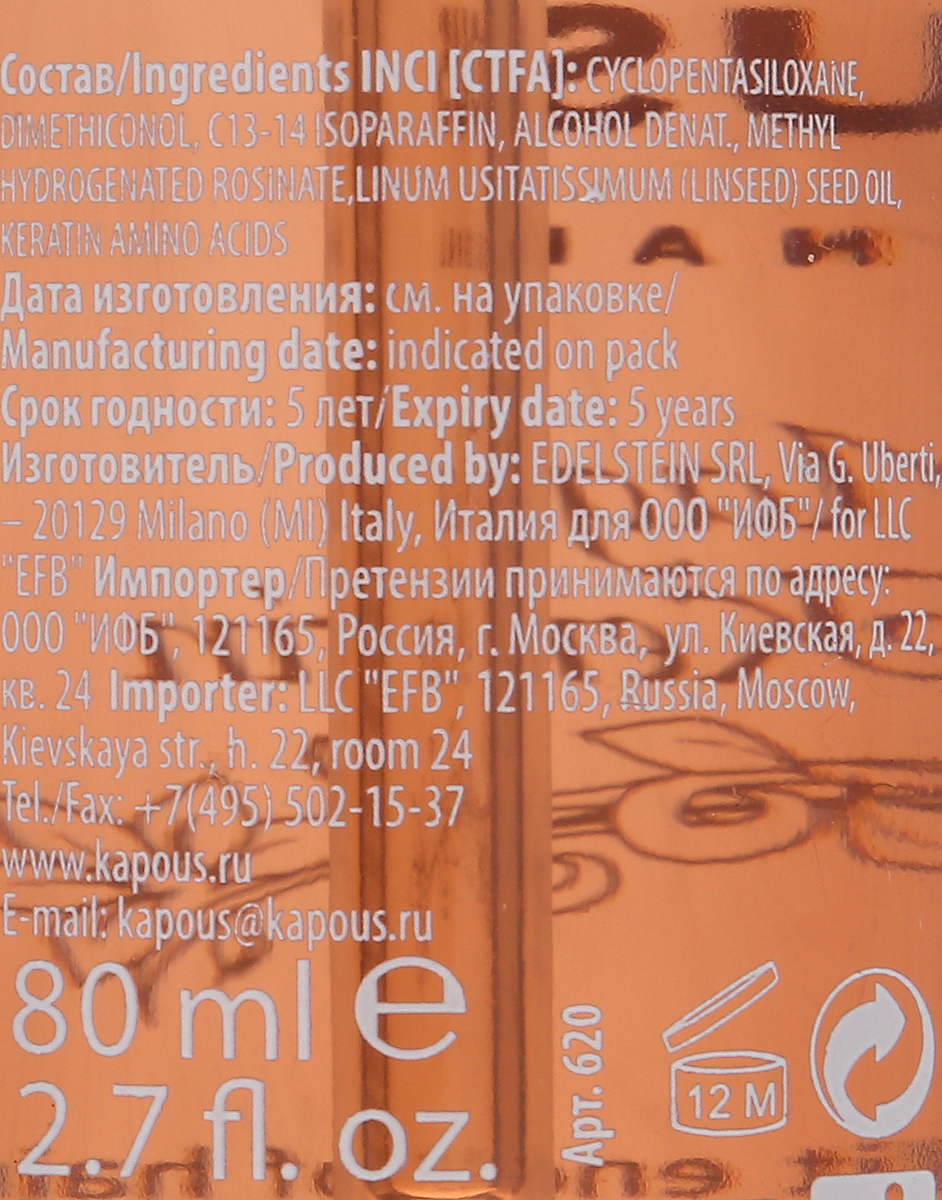 Состав/Ingredients INCI [CTFA]: CYCLOPENTASILOXANE,
DIMETHICONOL, C13-14 ISOPARAFFIN, ALCOHOL DENAT., METHYL
HYDROGENATED ROSINATE,LINUM USITATISSIMUM (LINSEED) SEED OIL,
KERATIN AMINO ACIDS
Дата изготовления: см. на упаковке/
Manufacturing date: indicated on pack
Срок годности: 5 лет/Expiry date: 5 years
Изготовитель/Produced by: EDELSTEIN SRL, Via G. Uberti,
– 20129 Milano (MI) Italy, Италия для ООО "ИФБ"/ for LLC
"EFB" Импортер/Претензии принимаются по адресу:
ООО "ИФБ", 121165, Россия, г. Москва, ул. Киевская, д. 22,
кв. 24 Importer: LLC "EFB", 121165, Russia, Moscow,
Kievskaya str., h. 22, room 24
Tel./Fax: +7(495) 502-15-37
www.kapous.ru
E-mail: kapous@kapous.ru
80 ml e
2.7 fl. oz.
Арт. 620
12 M